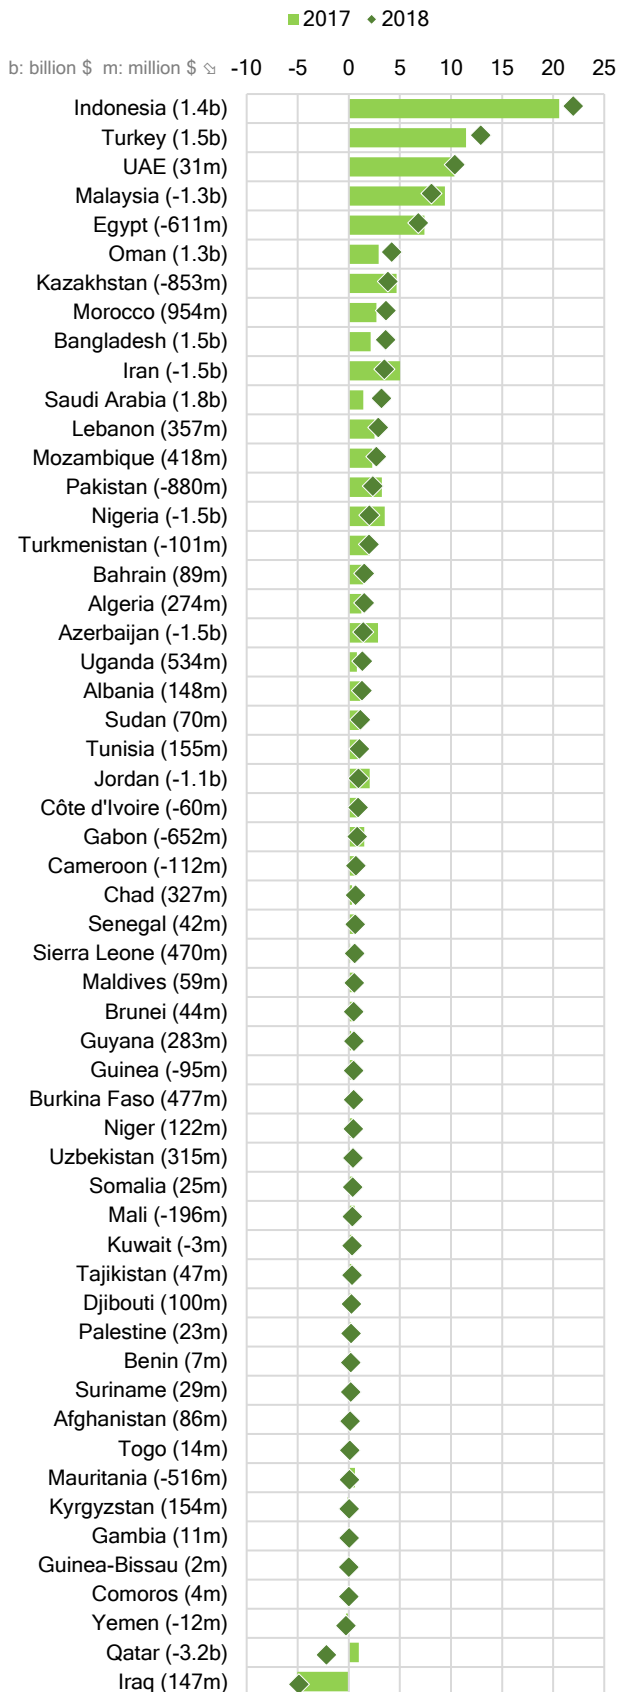 2017 2018
b: billion $ m: million $ ⇘ -10 -5 0 5 10 15 20 25
Indonesia (1.4b)
Turkey (1.5b)
UAE (31m)
Malaysia (-1.3b)
Egypt (-611m)
Oman (1.3b)
Kazakhstan (-853m)
Morocco (954m)
Bangladesh (1.5b)
Iran (-1.5b)
Saudi Arabia (1.8b)
Lebanon (357m)
Mozambique (418m)
Pakistan (-880m)
Nigeria (-1.5b)
Turkmenistan (-101m)
Bahrain (89m)
Algeria (274m)
Azerbaijan (-1.5b)
Uganda (534m)
Albania (148m)
Sudan (70m)
Tunisia (155m)
Jordan (-1.1b)
Côte d'Ivoire (-60m)
Gabon (-652m)
Cameroon (-112m)
Chad (327m)
Senegal (42m)
Sierra Leone (470m)
Maldives (59m)
Brunei (44m)
Guyana (283m)
Guinea (-95m)
Burkina Faso (477m)
Niger (122m)
Uzbekistan (315m)
Somalia (25m)
Mali (-196m)
Kuwait (-3m)
Tajikistan (47m)
Djibouti (100m)
Palestine (23m)
Benin (7m)
Suriname (29m)
Afghanistan (86m)
Togo (14m)
Mauritania (-516m)
Kyrgyzstan (154m)
Gambia (11m)
Guinea-Bissau (2m)
Comoros (4m)
Yemen (-12m)
Qatar (-3.2b)
Iraq (147m)